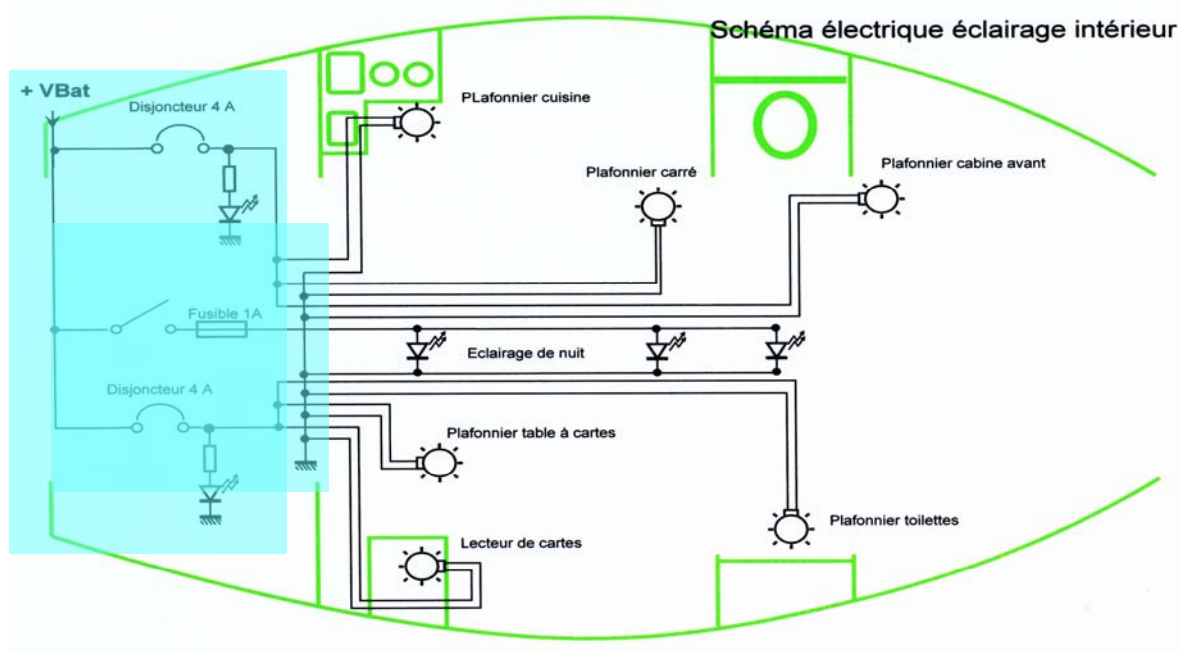 Schéma électrique éclairage intérieur
+ VBat
Disjoncteur 4 A
PLafonnier cuisine
Plafonnier carré
Plafonnier cabine avant
Fusible 1A
Eclairage de nuit
Disjoncteur 4 A
Plafonnier table à cartes
Plafonnier toilettes
Lecteur de cartes